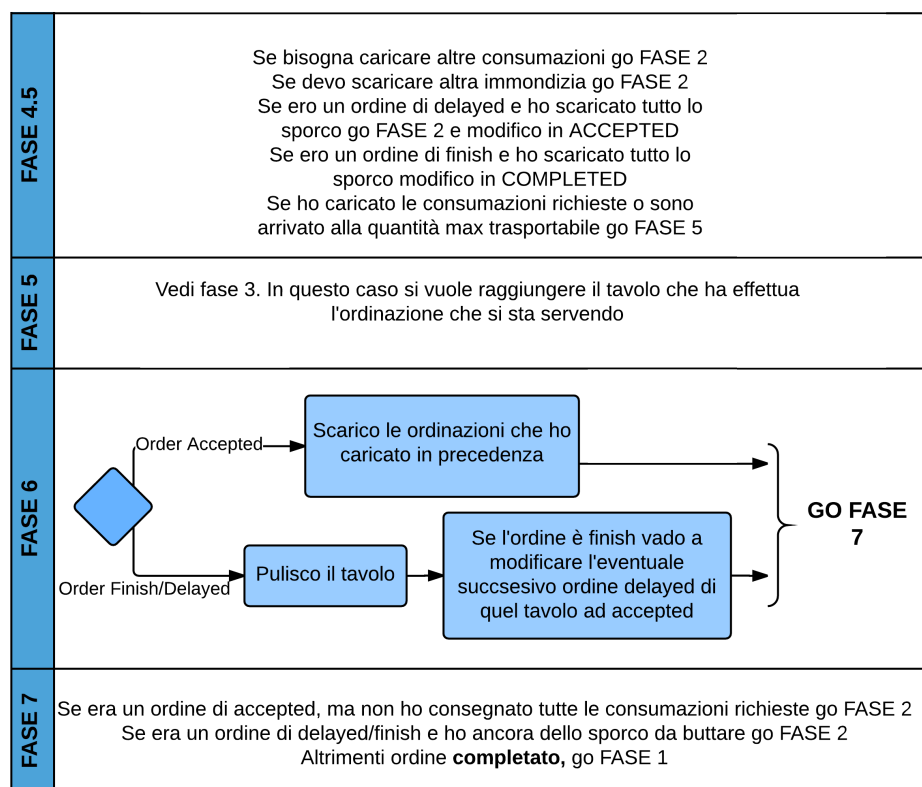 FASE 4.5
Se bisogna caricare altre consumazioni go FASE 2
Se devo scaricare altra immondizia go FASE 2
Se ero un ordine di delayed e ho scaricato tutto lo
sporco go FASE 2 e modifico in ACCEPTED
Se ero un ordine di finish e ho scaricato tutto lo
sporco modifico in COMPLETED
Se ho caricato le consumazioni richieste o sono
arrivato alla quantità max trasportabile go FASE 5
FASE 5
Vedi fase 3. In questo caso si vuole raggiungere il tavolo che ha effettua
l'ordinazione che si sta servendo
FASE 6
Order Accepted
Scarico le ordinazioni che ho
caricato in precedenza
Order Finish/Delayed
Pulisco il tavolo
Se l'ordine è finish vado a
modificare l'eventuale
succsesivo ordine delayed di
quel tavolo ad accepted
GO FASE
7
FASE 7
Se era un ordine di accepted, ma non ho consegnato tutte le consumazioni richieste go FASE 2
Se era un ordine di delayed/finish e ho ancora dello sporco da buttare go FASE 2
Altrimenti ordine completato, go FASE 1